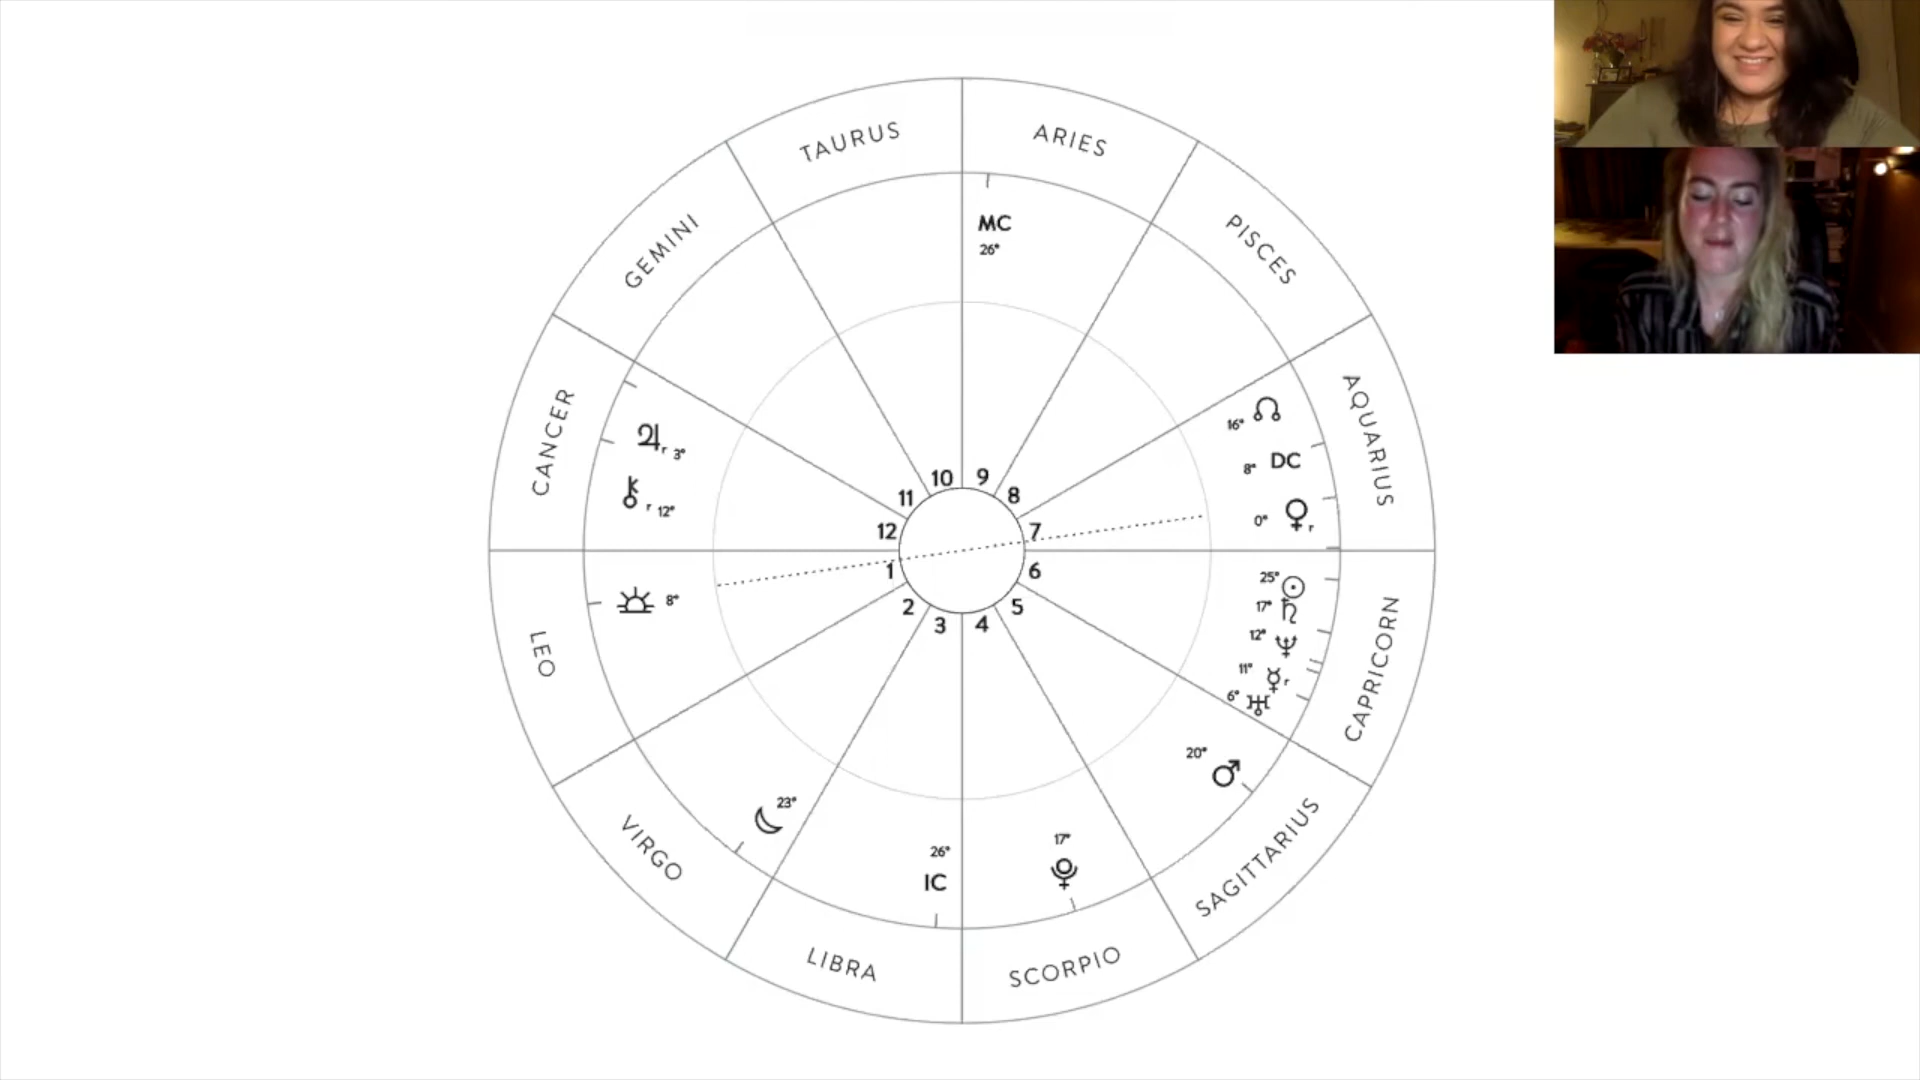 TAURUS
ARIES
GEMINI
PISCES
MC
26°
CANCER
AQUARIUS
r 3°
r 12°
16°
8° DC
0° r
10 9
11 8
12 7
1 6
2 5
3 4
8°
25°
17°
12°
11° r
6°
LEO
CAPRICORN
20°
23°
26°
IC
17°
VIRGO
SAGITTARIUS
LIBRA
SCORPIO